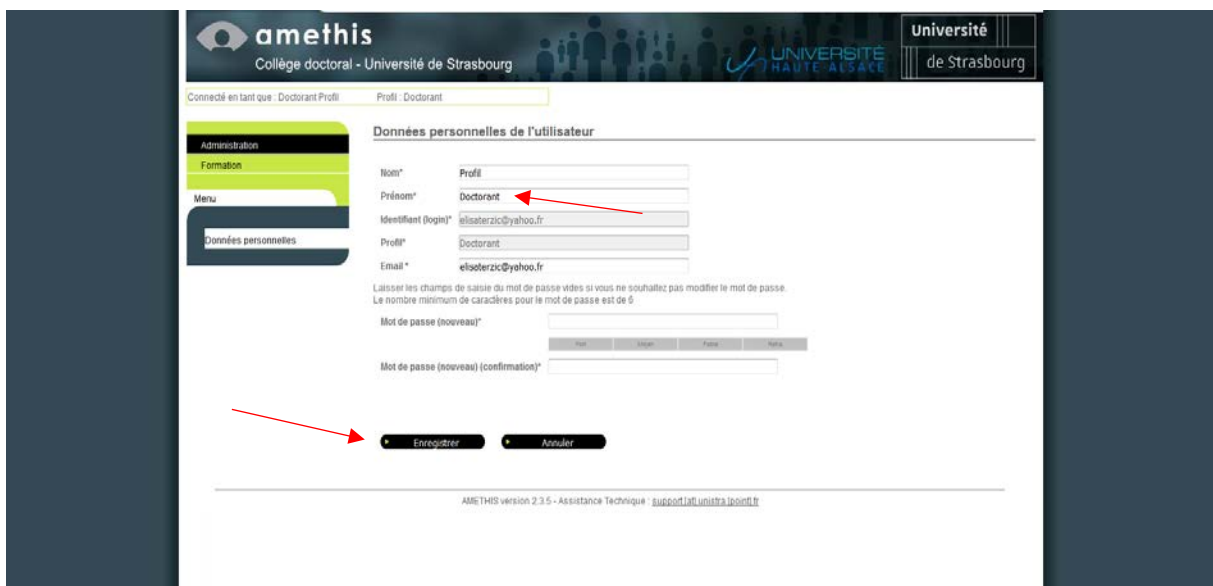 amethis
Collège doctoral - Université de Strasbourg
UNIVERSITÉ
HAUTE ALSACE
Université
de Strasbourg
Connecté en tant que : Doctorant Profil Profil : Doctorant
Données personnelles de l'utilisateur
Administration
Formation
Menu
Données personnelles
Nom* Profil
Prénom* Doctorant
Identifiant (login)* elisaterzic@yahoo.fr
Profil* Doctorant
Email * elisaterzic@yahoo.fr
Laisser les champs de saisie du mot de passe vides si vous ne souhaitez pas modifier le mot de passe.
Le nombre minimum de caractères pour le mot de passe est de 6
Mot de passe (nouveau)*
Mot de passe (nouveau) (confirmation)*
Enregistrer Annuler
AMETHIS version 2.3.5 - Assistance Technique : support [at] unistra [point] fr